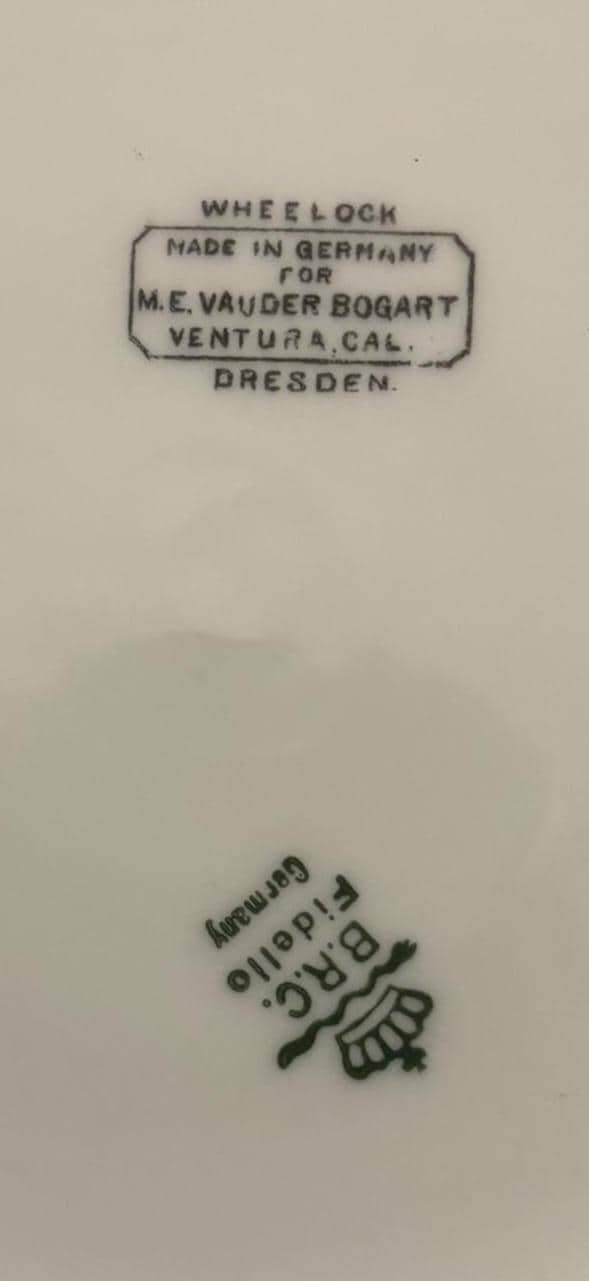 WHEELOCK
MADE IN GERMANY
FOR
M.E. VAUDER BOGART
VENTURA, CAL.
DRESDEN.
B.R.C.
Fidello
Germany